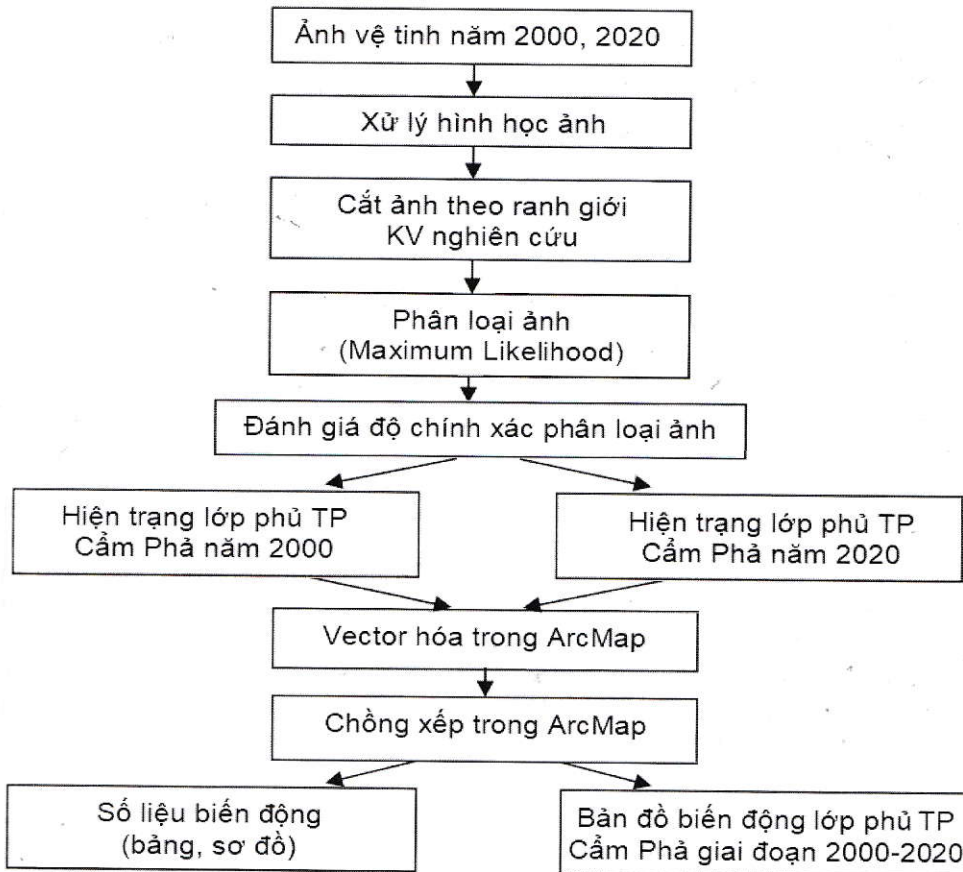 Ảnh vệ tinh năm 2000, 2020
Xử lý hình học ảnh
Cắt ảnh theo ranh giới
KV nghiên cứu
Phân loại ảnh
(Maximum Likelihood)
Đánh giá độ chính xác phân loại ảnh
Hiện trạng lớp phủ TP
Cẩm Phả năm 2000
Hiện trạng lớp phủ TP
Cẩm Phả năm 2020
Vector hóa trong ArcMap
Chồng xếp trong ArcMap
Số liệu biến động
(bảng, sơ đồ)
Bản đồ biến động lớp phủ TP
Cẩm Phả giai đoạn 2000-2020